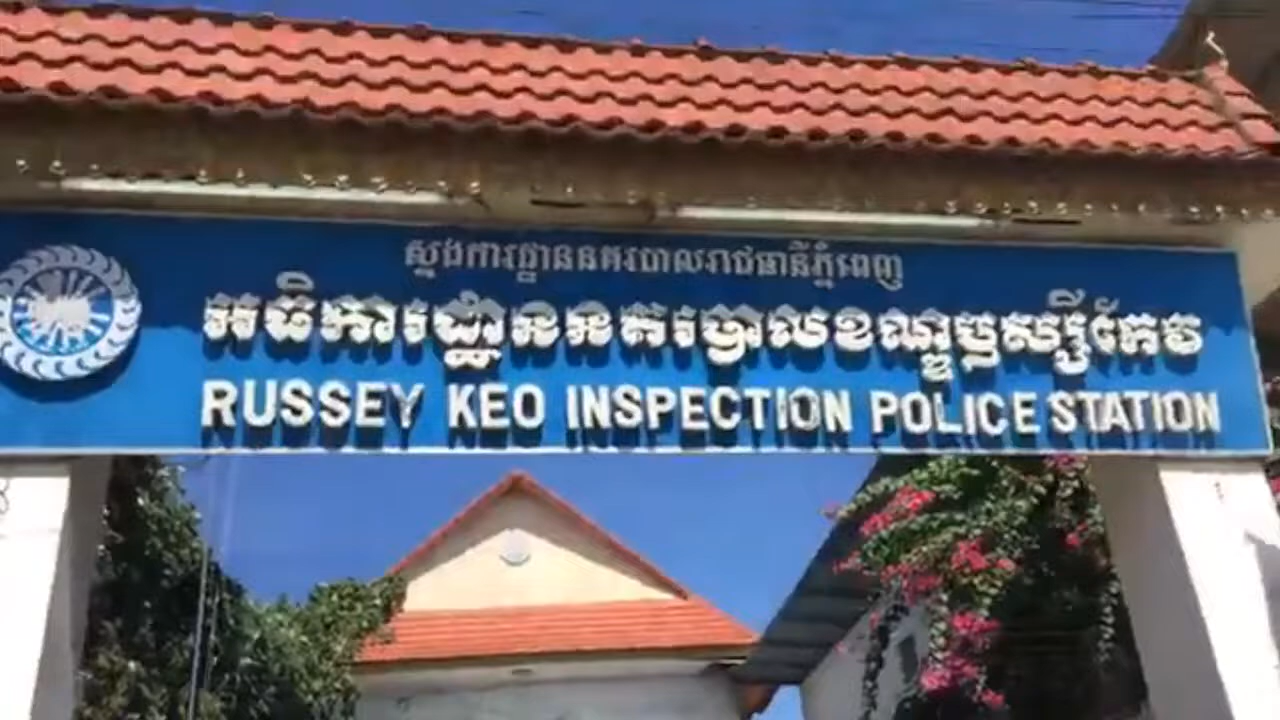 ស្នងការដ្ឋាននគរបាលរាជធានីភ្នំពេញ
អធិការដ្ឋាននគរបាលខណ្ឌឫស្សីកែវ
RUSSEY KEO INSPECTION POLICE STATION